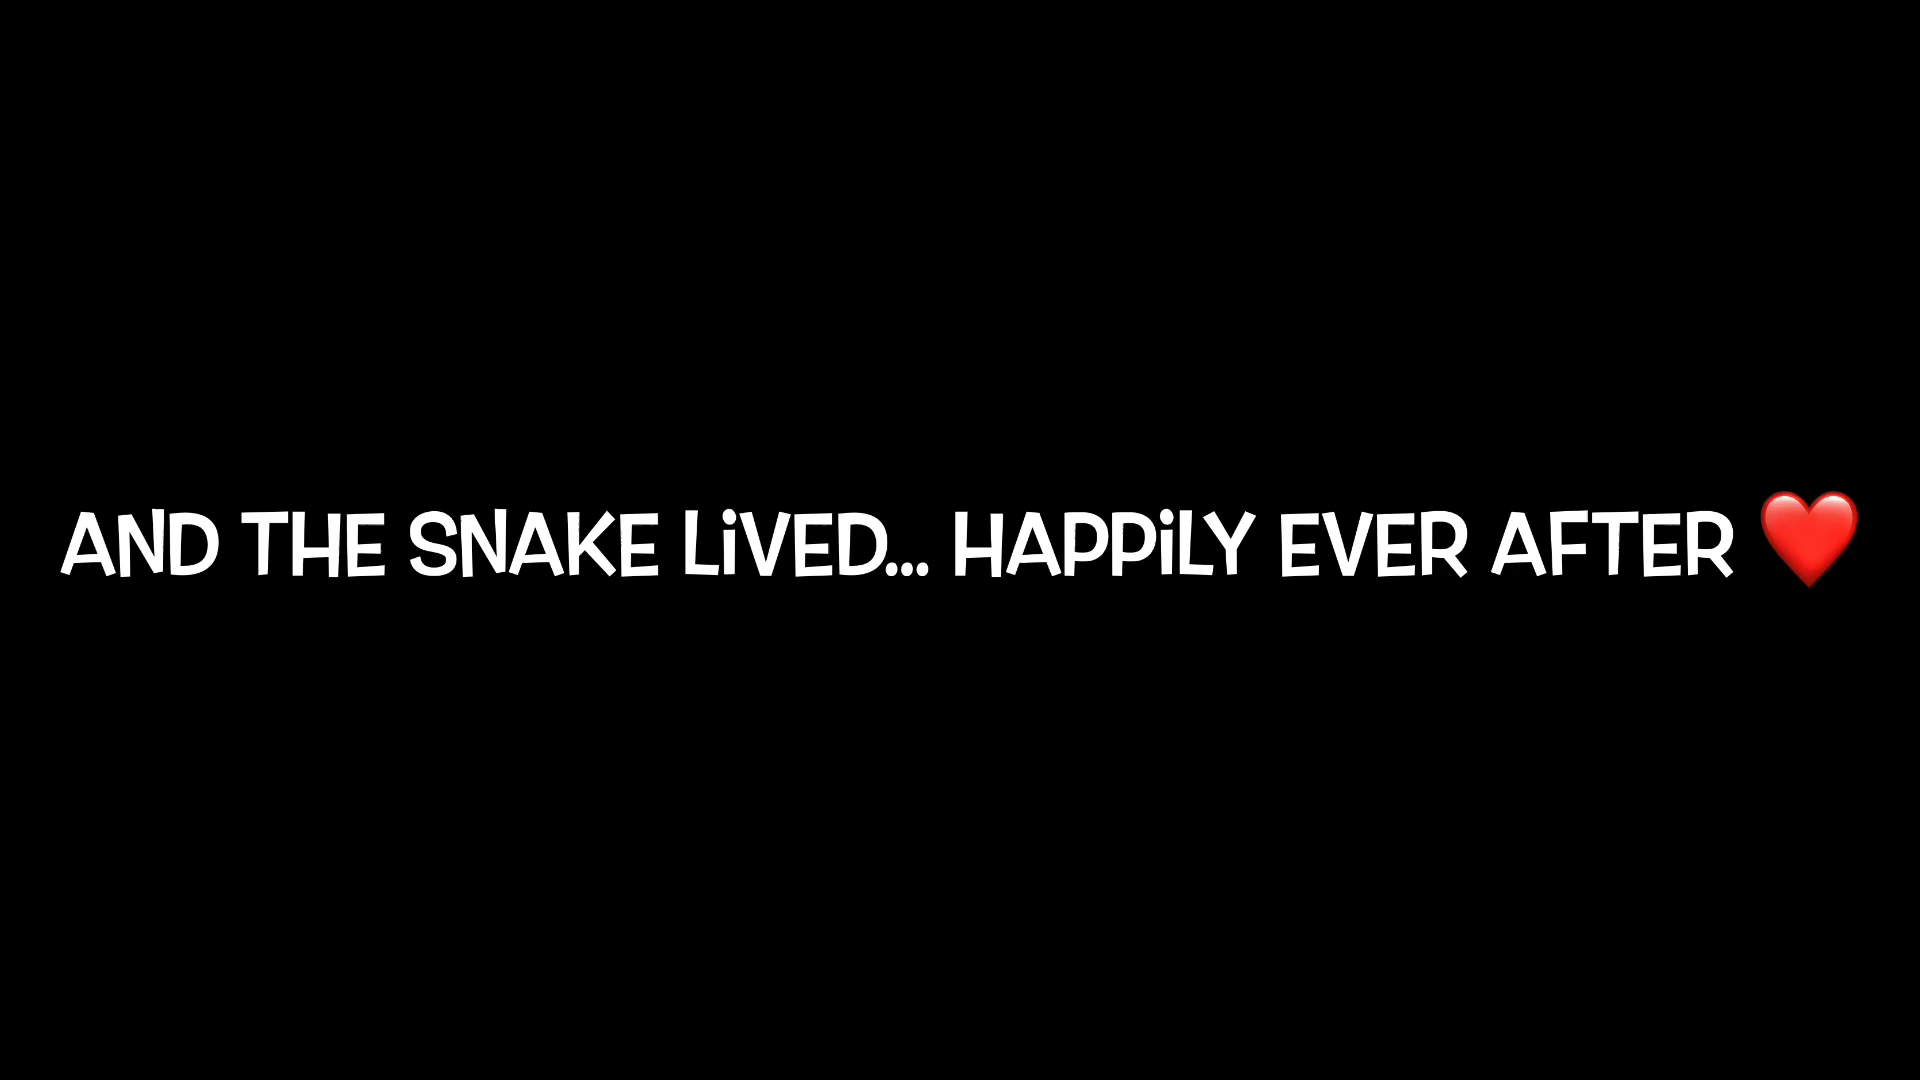 AND THE SNAKE LiVED... HAPPiLY EVER AFTER ❤️